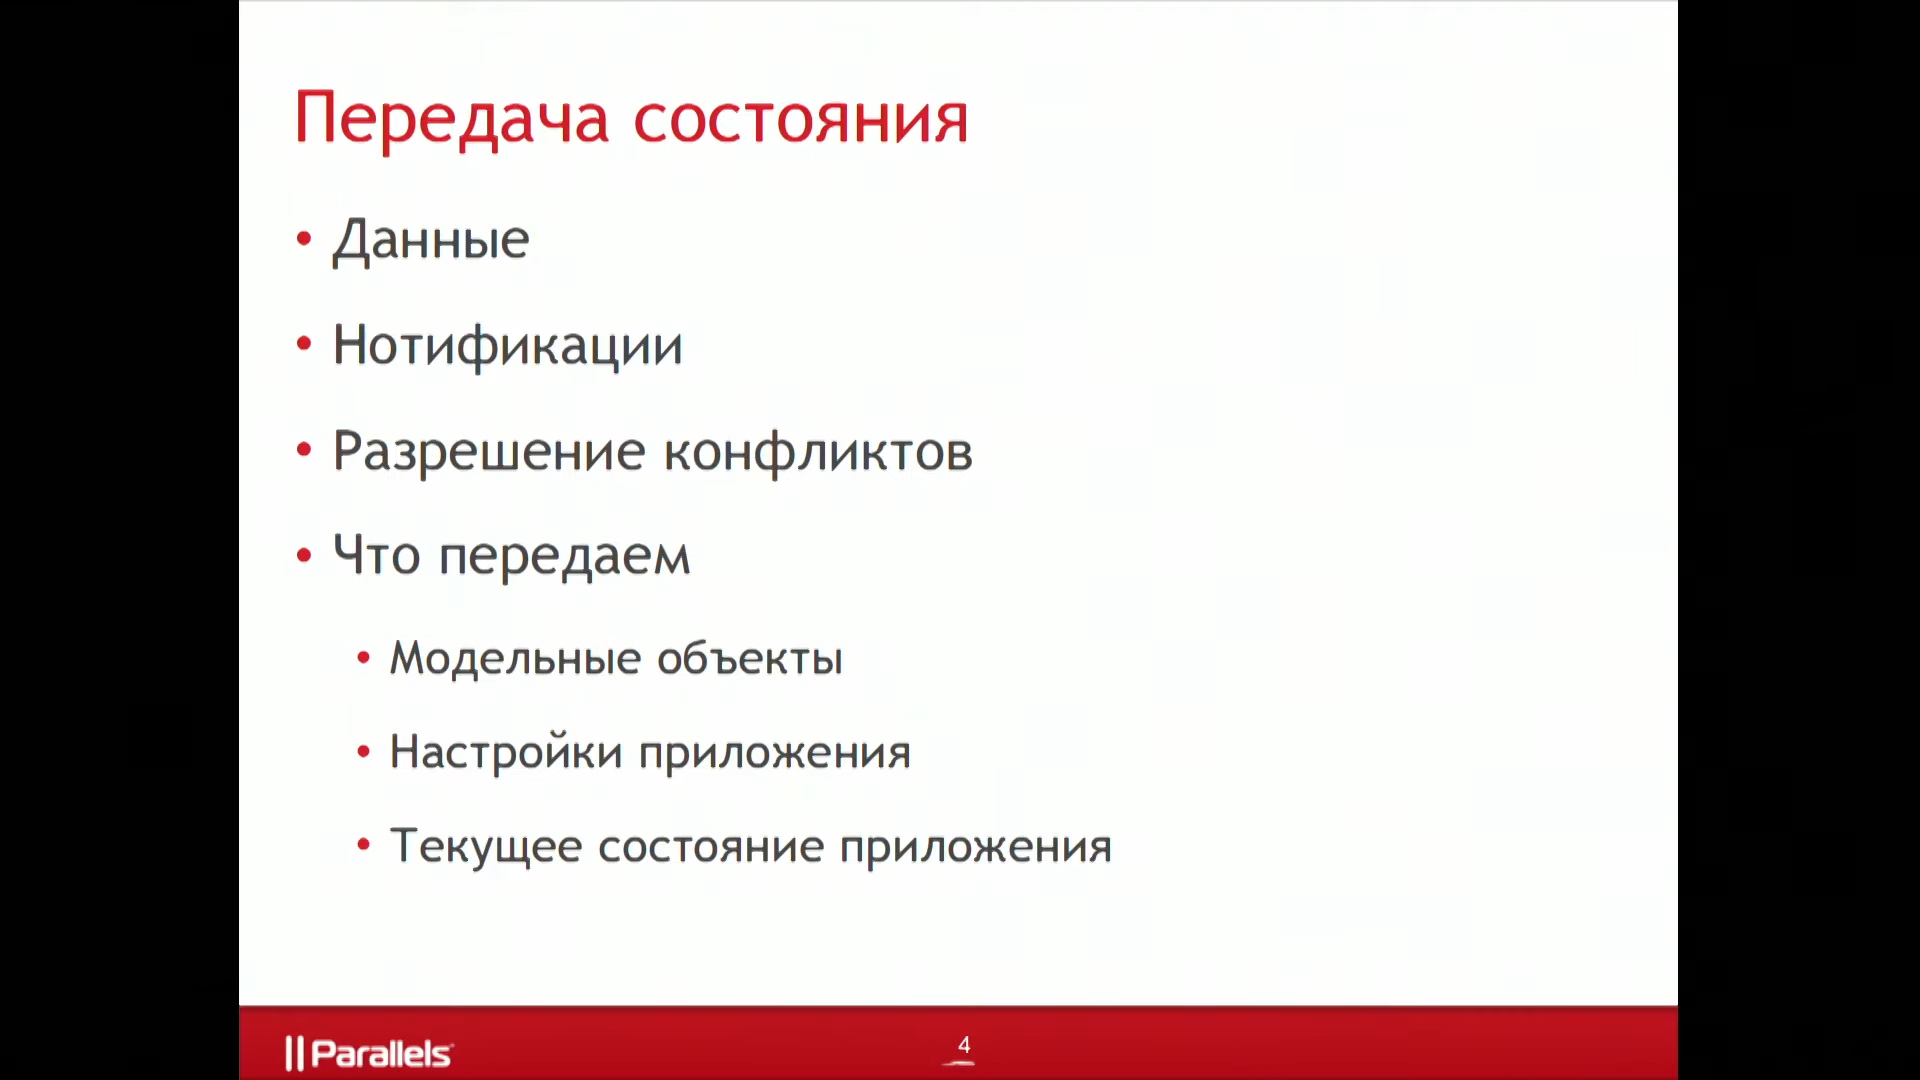 Передача состояния
• Данные
• Нотификации
• Разрешение конфликтов
• Что передаем
• Модельные объекты
• Настройки приложения
• Текущее состояние приложения
Parallels
4